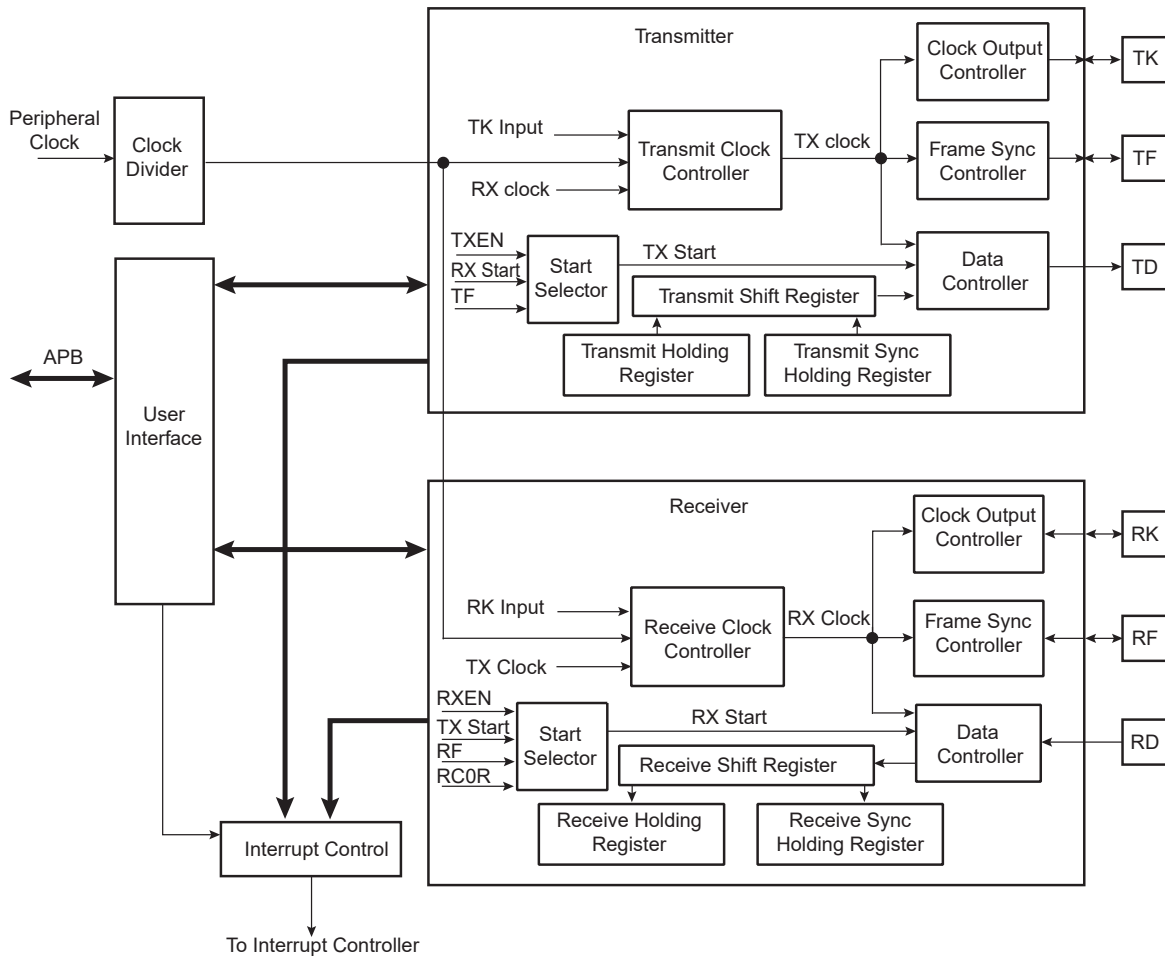 Transmitter
Clock Output
Controller
TK
Peripheral
Clock
Clock
Divider
TK Input
Transmit Clock
Controller
TX clock
Frame Sync
Controller
TF
RX clock
TXEN
RX Start
TF
Start
Selector
TX Start
Data
Controller
TD
Transmit Shift Register
Transmit Holding
Register
Transmit Sync
Holding Register
APB
User
Interface
Receiver
Clock Output
Controller
RK
RK Input
Receive Clock
Controller
RX Clock
Frame Sync
Controller
RF
TX Clock
RXEN
TX Start
RF
RC0R
Start
Selector
RX Start
Data
Controller
RD
Receive Shift Register
Receive Holding
Register
Receive Sync
Holding Register
Interrupt Control
To Interrupt Controller